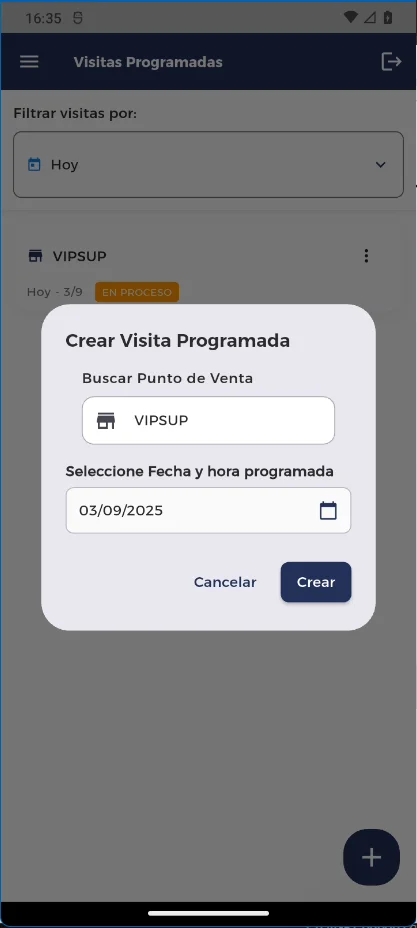 16:35
Visitas Programadas
Filtrar visitas por:
Hoy
VIPSUP
Hoy - 3/9 EN PROCESO
Crear Visita Programada
Buscar Punto de Venta
VIPSUP
Seleccione Fecha y hora programada
03/09/2025
Cancelar Crear